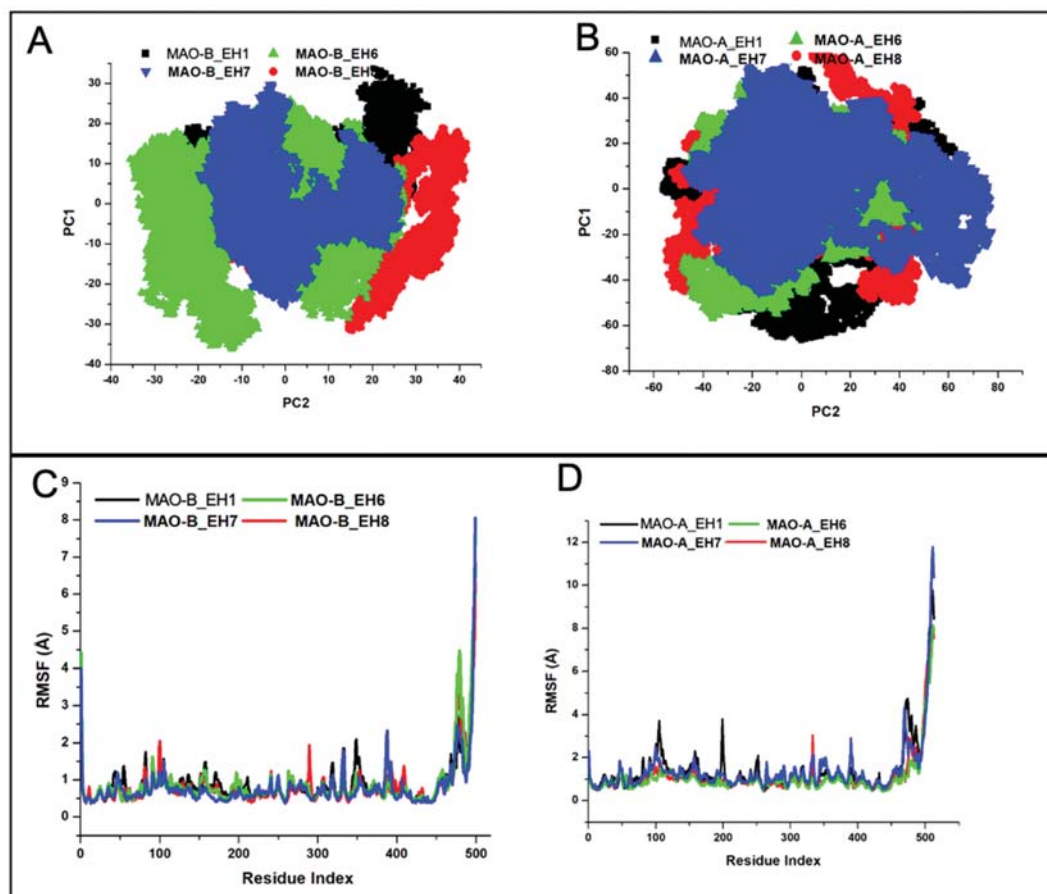 A
MAO-B_EH1 MAO-B_EH6
MAO-B_EH7 MAO-B_EH
PC1
30
20
10
0
-10
-20
-30
-40
-40 -30 -20 -10 0 10 20 30 40
PC2
B
MAO-A_EH1 MAO-A_EH6
MAO-A_EH7 MAO-A_EH8
PC1
60
40
20
0
-20
-40
-60
-80
-60 -40 -20 0 20 40 60 80
PC2
C
MAO-B_EH1 MAO-B_EH6
MAO-B_EH7 MAO-B_EH8
RMSF (Å)
9
8
7
6
5
4
3
2
1
0
0 100 200 300 400 500
Residue Index
D
MAO-A_EH1 MAO-A_EH6
MAO-A_EH7 MAO-A_EH8
RMSF (Å)
12
10
8
6
4
2
0
0 100 200 300 400 500
Residue Index